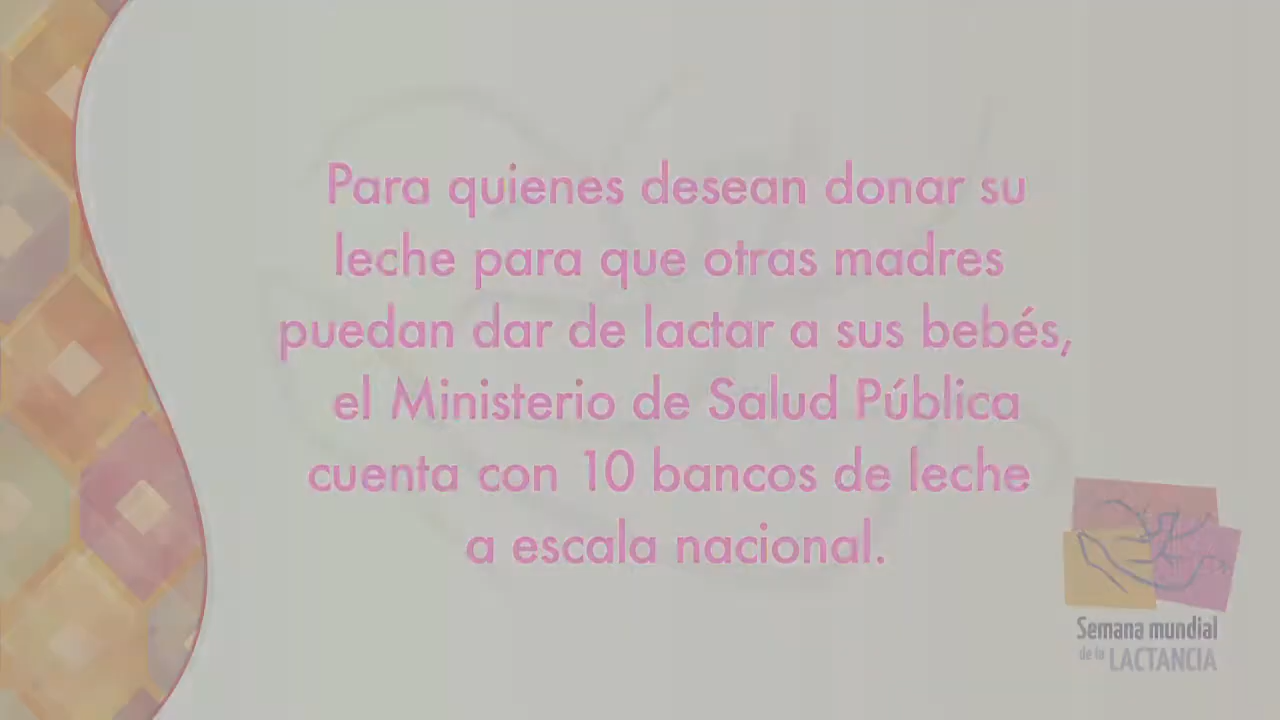 Para quienes desean donar su
leche para que otras madres
puedan dar de lactar a sus bebés,
el Ministerio de Salud Pública
cuenta con 10 bancos de leche
a escala nacional.
Semana mundial
de la LACTANCIA